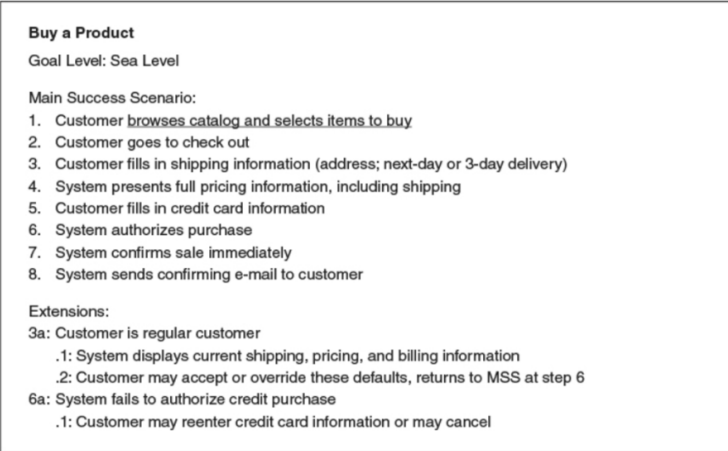 Buy a Product
Goal Level: Sea Level
Main Success Scenario:
1. Customer browses catalog and selects items to buy
2. Customer goes to check out
3. Customer fills in shipping information (address; next-day or 3-day delivery)
4. System presents full pricing information, including shipping
5. Customer fills in credit card information
6. System authorizes purchase
7. System confirms sale immediately
8. System sends confirming e-mail to customer
Extensions:
3a: Customer is regular customer
.1: System displays current shipping, pricing, and billing information
.2: Customer may accept or override these defaults, returns to MSS at step 6
6a: System fails to authorize credit purchase
.1: Customer may reenter credit card information or may cancel